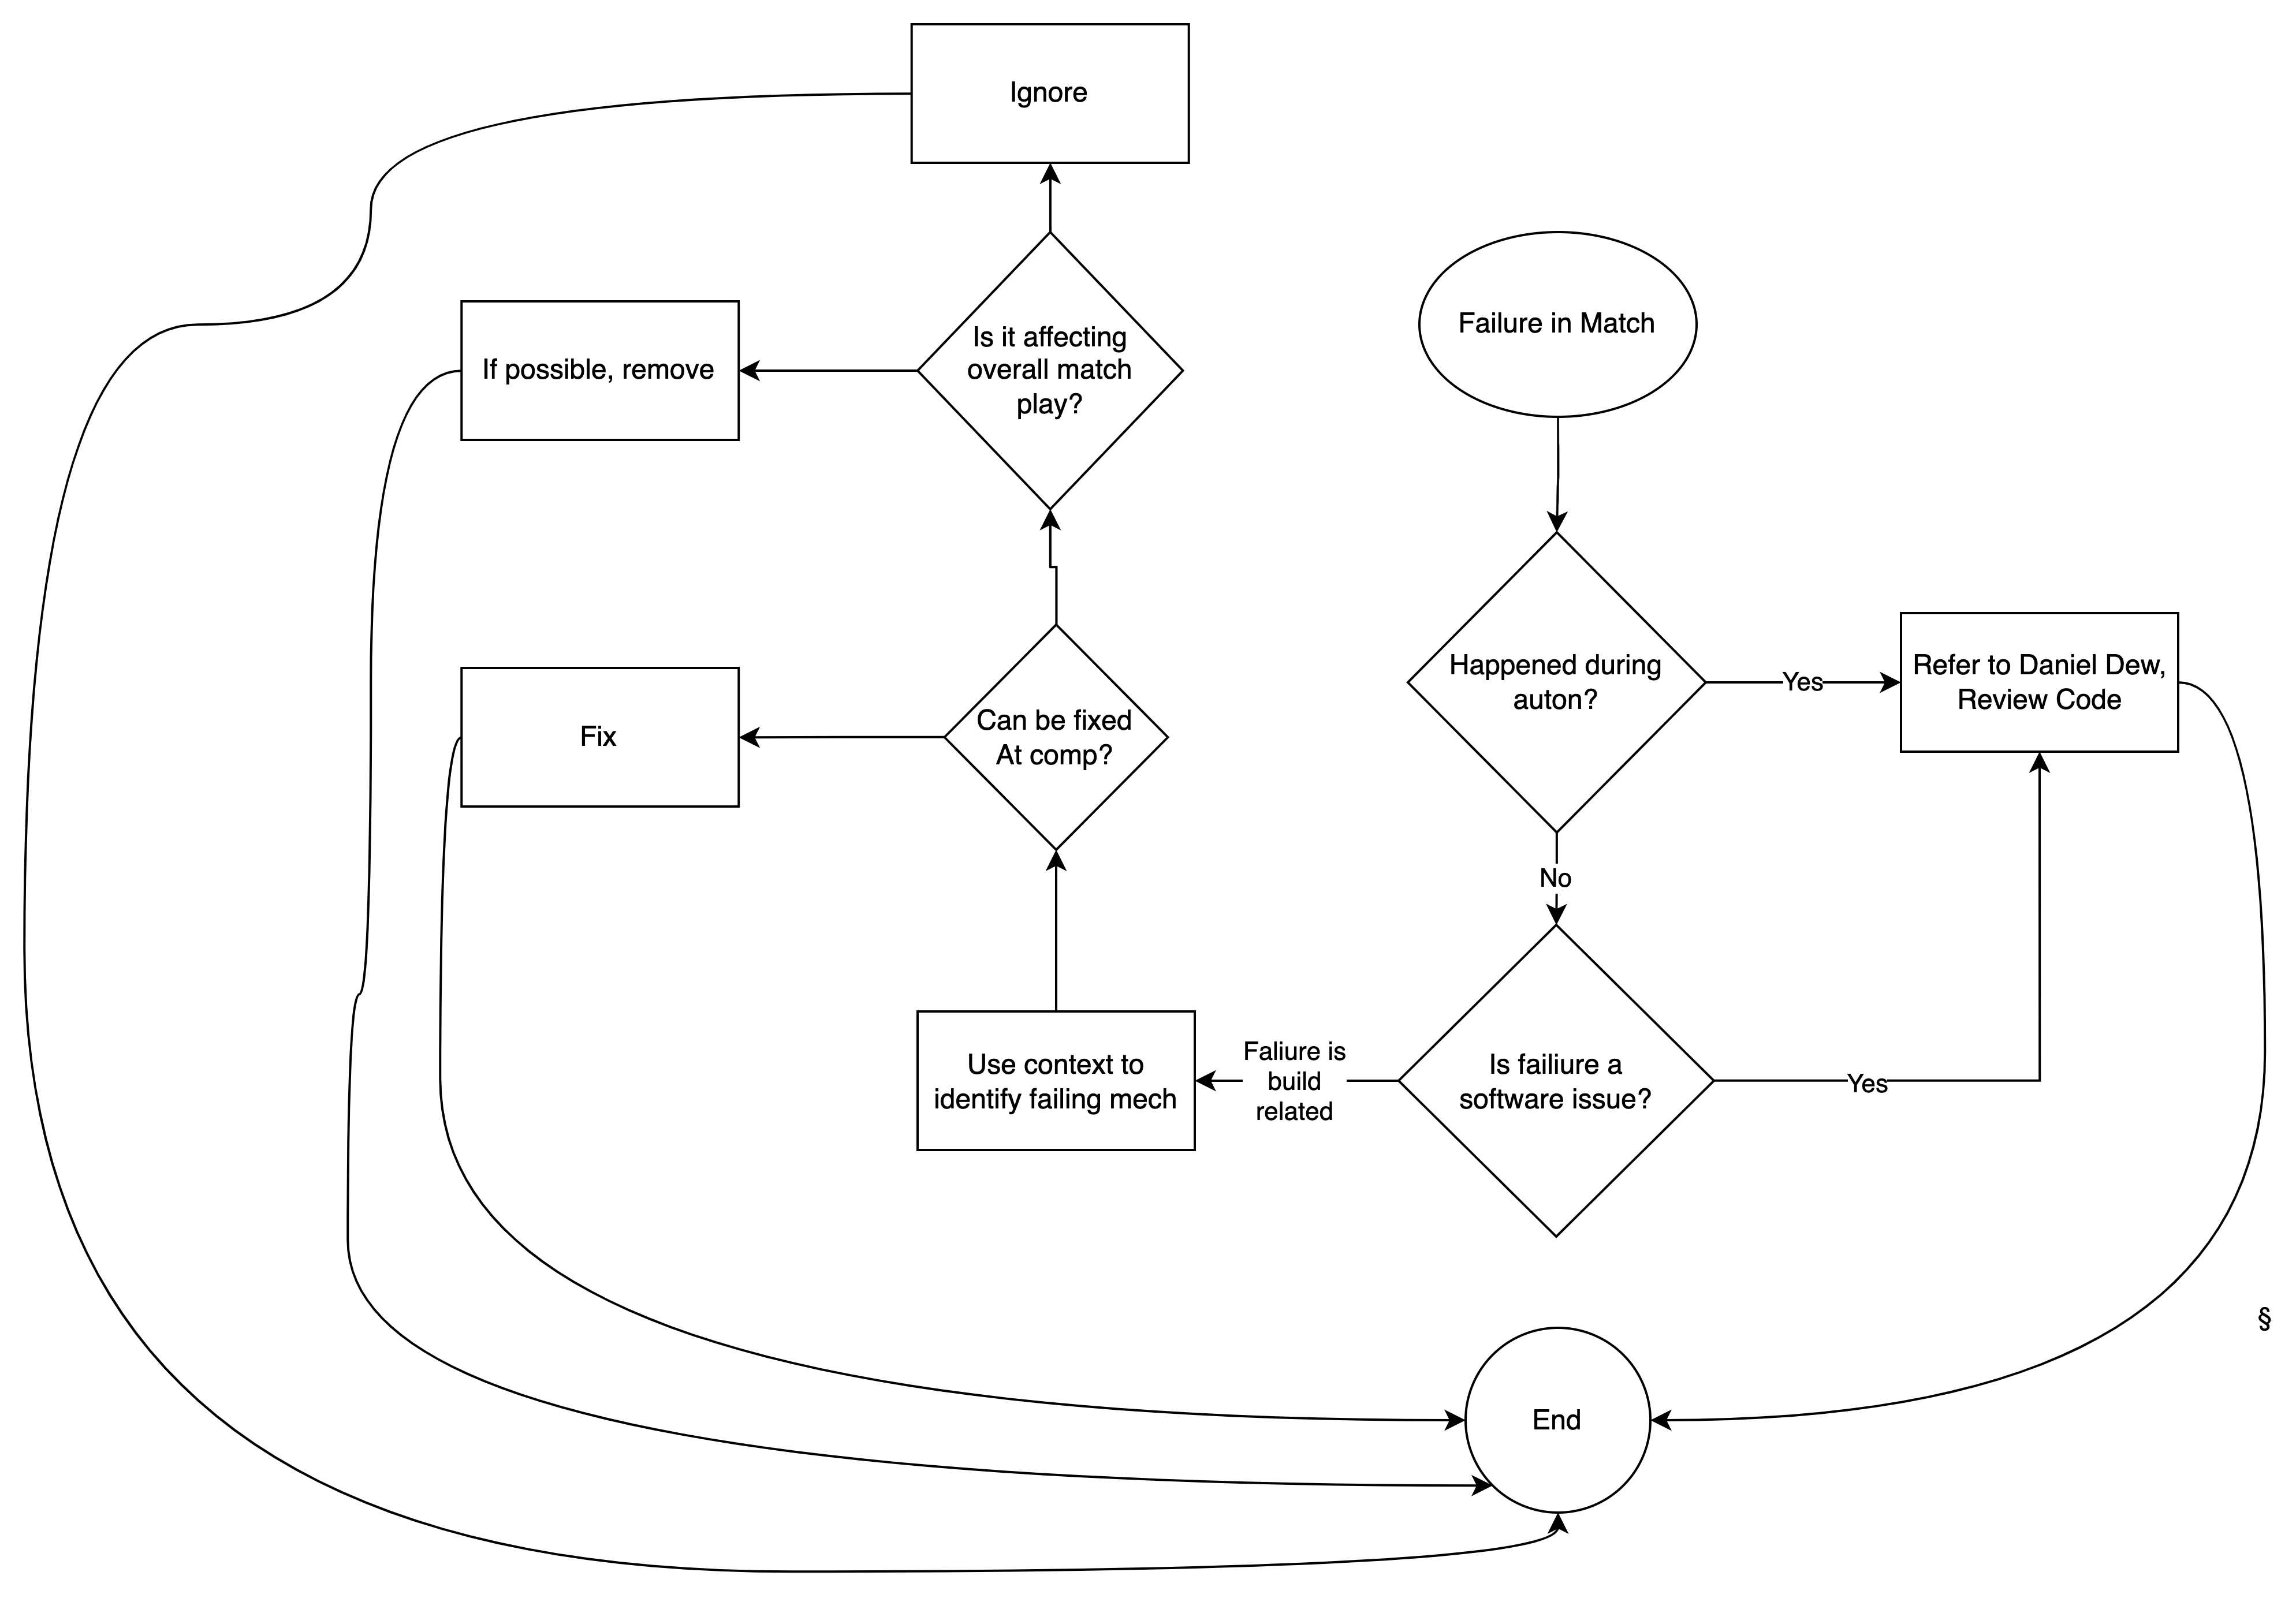 Ignore
Failure in Match
Is it affecting
overall match
play?
If possible, remove
Happened during
auton?
Yes
Refer to Daniel Dew,
Review Code
Can be fixed
At comp?
Fix
No
Is failiure a
software issue?
Yes
Faliure is
build
related
Use context to
identify failing mech
§
End